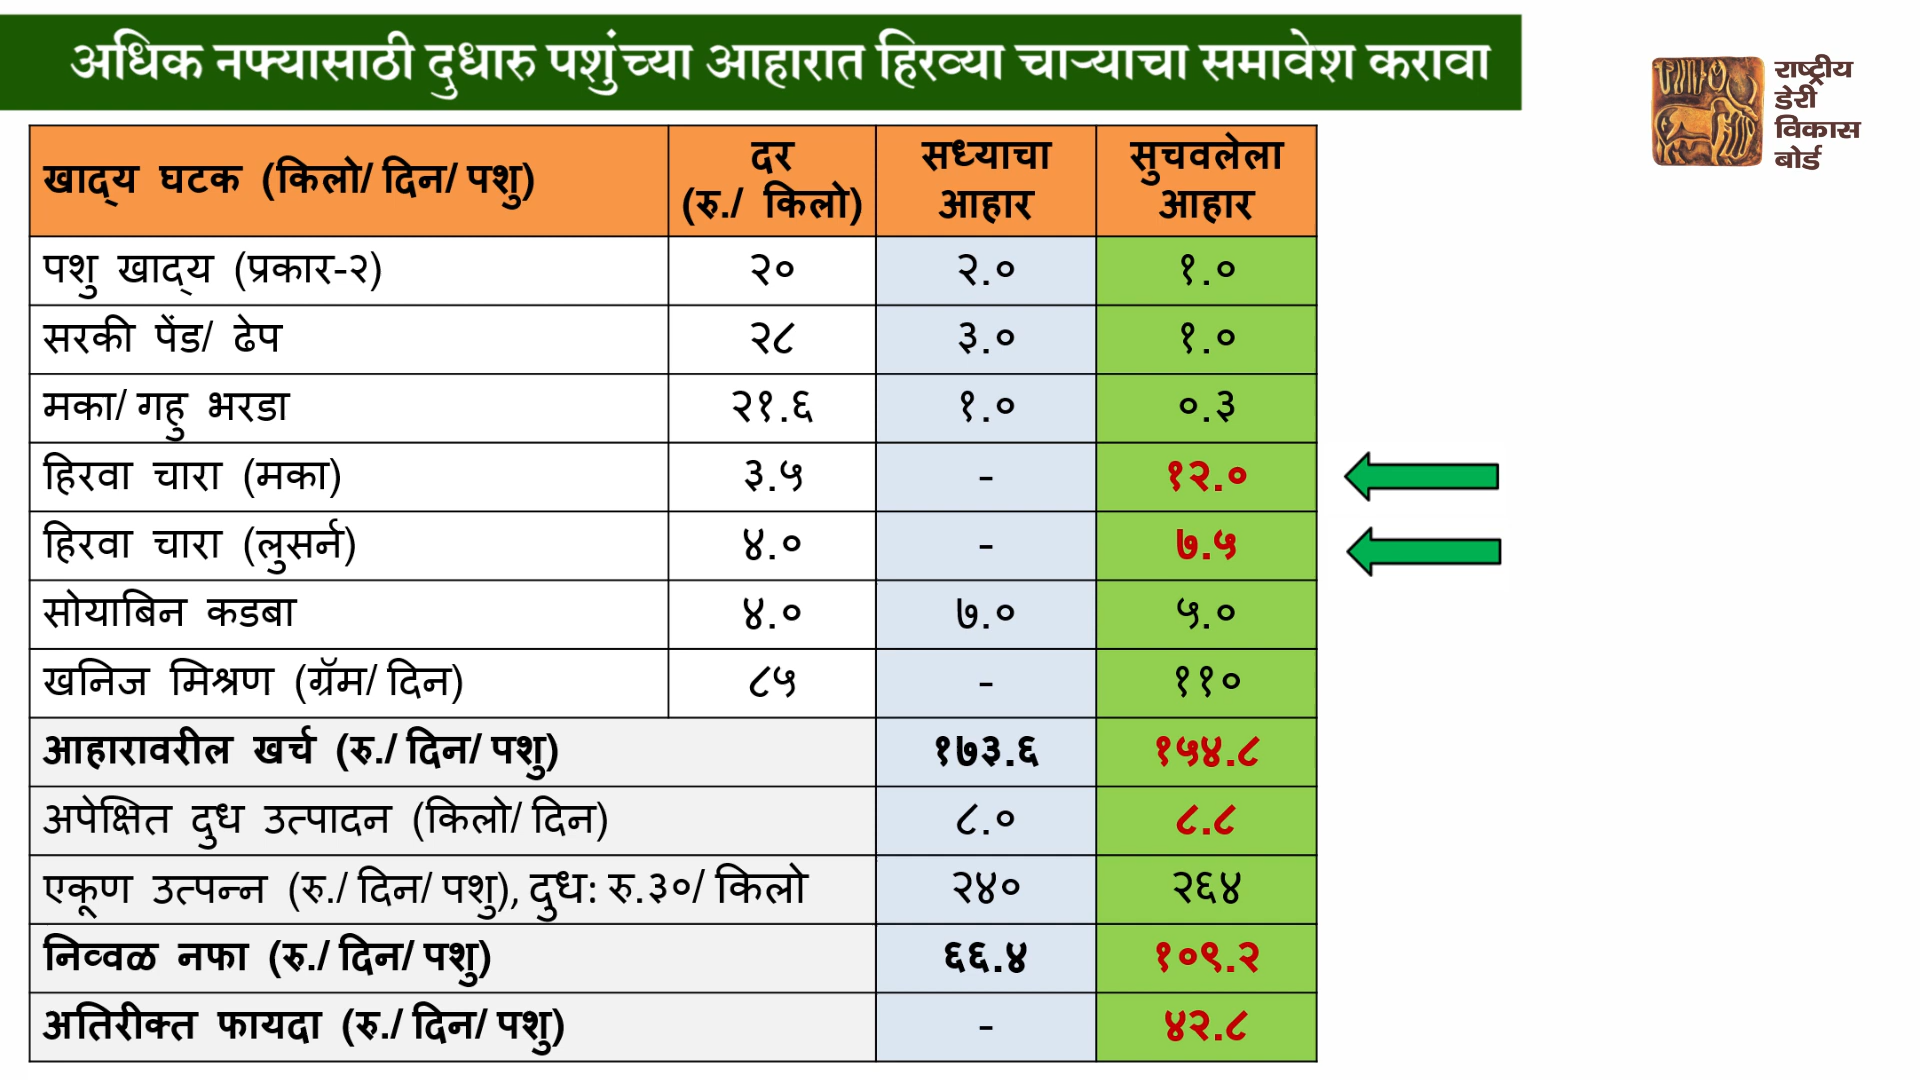 अधिक नफ्यासाठी दुधारु पशुंच्या आहारात हिरव्या चाऱ्याचा समावेश करावा
राष्ट्रीय
डेरी
विकास
बोर्ड
खाद्य घटक (किलो/ दिन/ पशु) दर (रु./ किलो) सध्याचा आहार सुचवलेला आहार
पशु खाद्य (प्रकार-२) २० २.० १.०
सरकी पेंड/ ढेप २८ ३.० १.०
मका/ गहु भरडा २१.६ १.० ०.३
हिरवा चारा (मका) ३.५ - १२.०
हिरवा चारा (लुसर्न) ४.० - ७.५
सोयाबिन कडबा ४.० ७.० ५.०
खनिज मिश्रण (ग्रॅम/ दिन) ८५ - ११०
आहारावरील खर्च (रु./ दिन/ पशु) १७३.६ १५४.८
अपेक्षित दुध उत्पादन (किलो/ दिन) ८.० ८.८
एकूण उत्पन्न (रु./ दिन/ पशु), दुध: रु.३०/ किलो २४० २६४
निव्वळ नफा (रु./ दिन/ पशु) ६६.४ १०९.२
अतिरीक्त फायदा (रु./ दिन/ पशु) - ४२.८